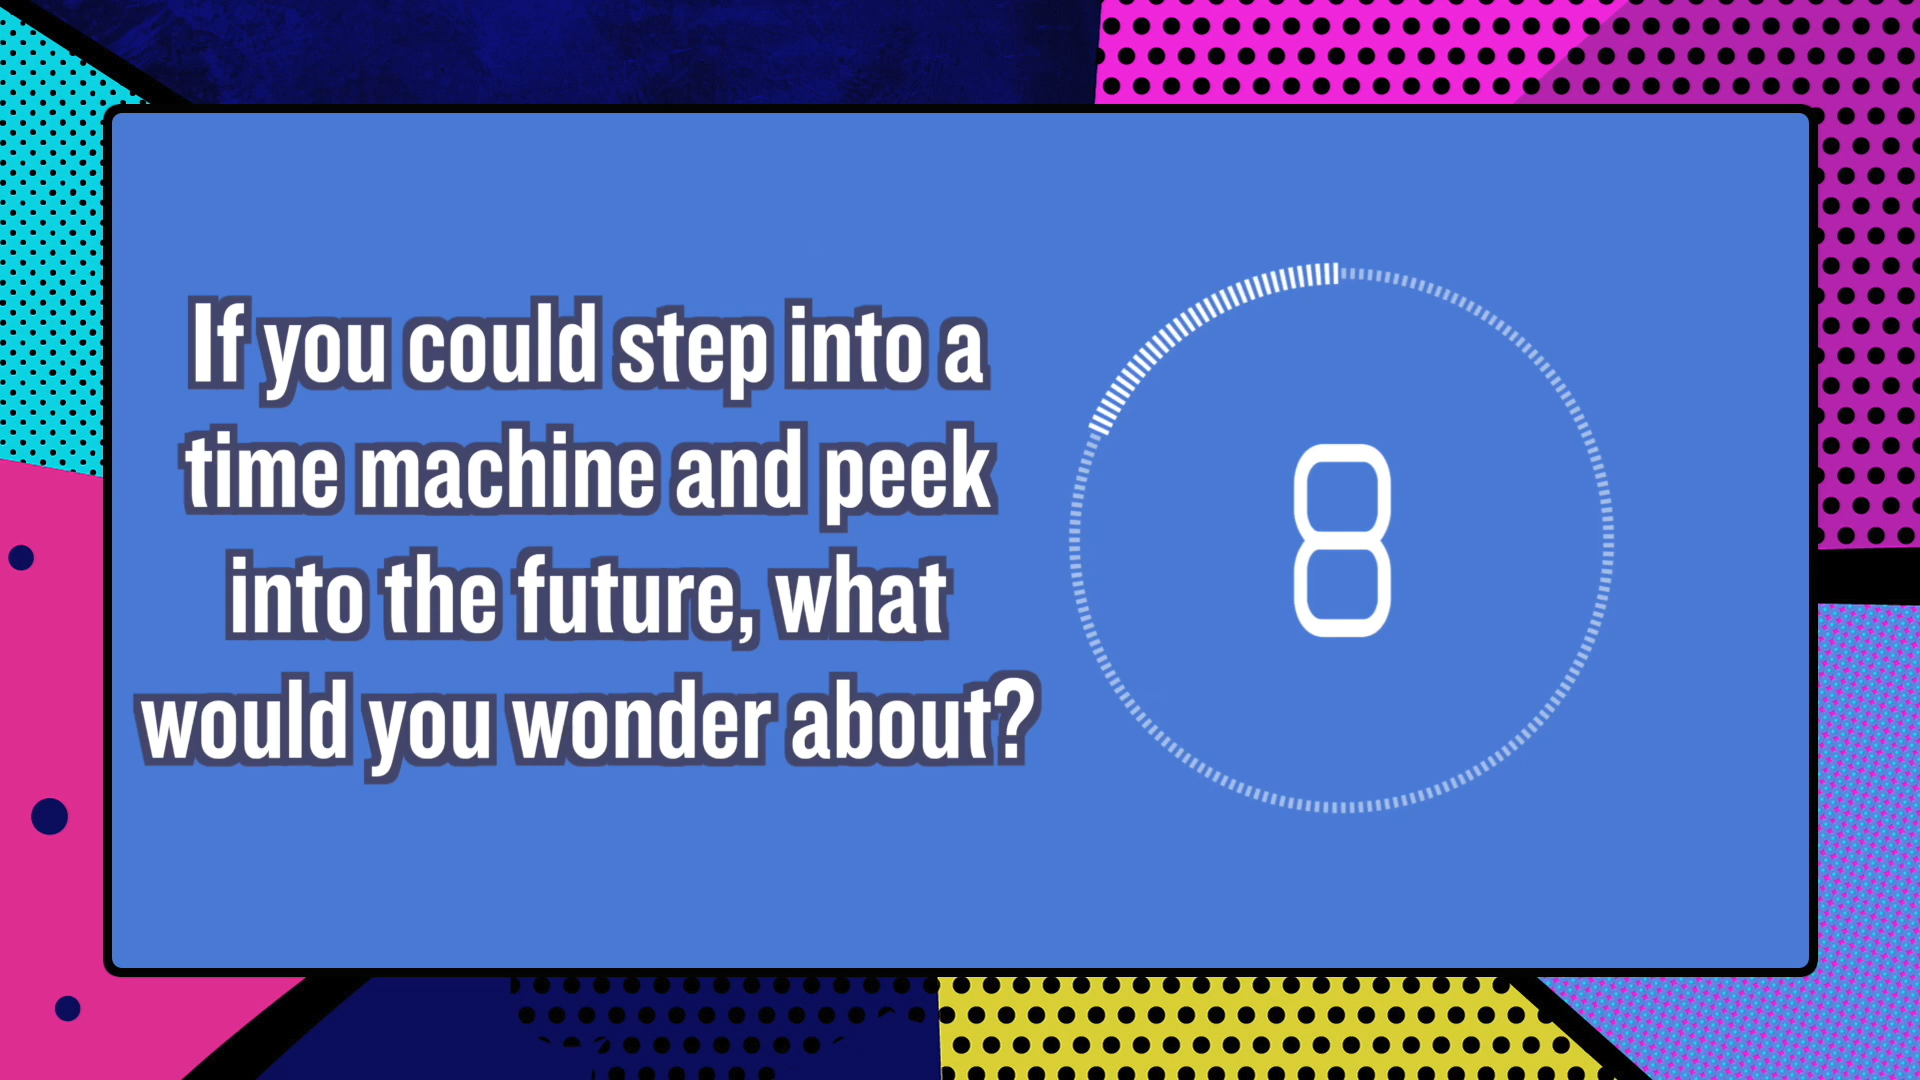 If you could step into a
time machine and peek
into the future, what
would you wonder about?
8